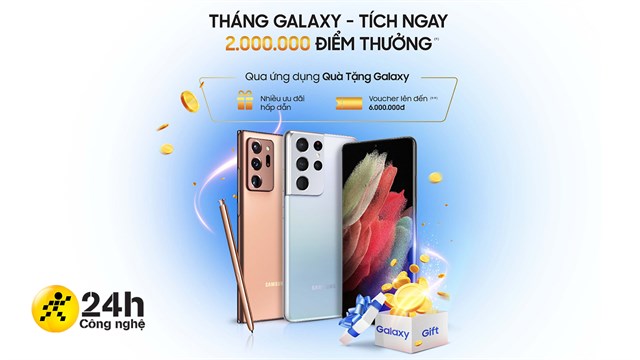 THÁNG GALAXY - TÍCH NGAY
2.000.000 ĐIỂM THƯỞNG
Qua ứng dụng Quà Tặng Galaxy
Nhiều ưu đãi
hấp dẫn
Voucher lên đến
6.000.000đ
SAMSUNG
SAMSUNG
24h
Công nghệ
Galaxy
Gift